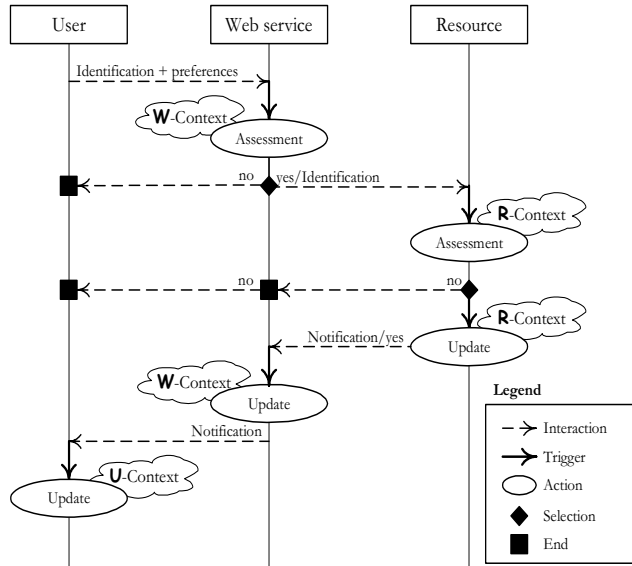 User
Web service
Resource
Identification + preferences
W-Context
Assessment
no
yes/Identification
R-Context
Assessment
no
no
R-Context
Notification/yes
Update
W-Context
Update
Legend
Interaction
Notification
Trigger
U-Context
Action
Update
Selection
End